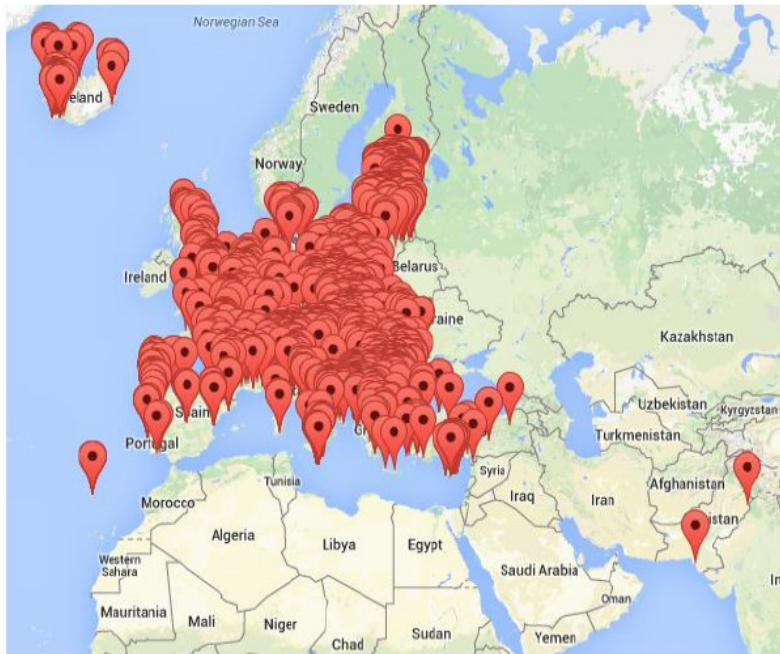 Norwegian Sea
eland
Sweden
Norway
Ireland
Belarus
raine
Kazakhstan
Spain
Portugal
Uzbekistan
Kyrgyzstan
Turkmenistan
Syria
Afghanistan
istan
Tunisia
Morocco
Iraq
Iran
Algeria
Libya
Egypt
Western
Sahara
Saudi Arabia
Oman
Mauritania
Mali
Niger
Chad
Sudan
Yemen
In